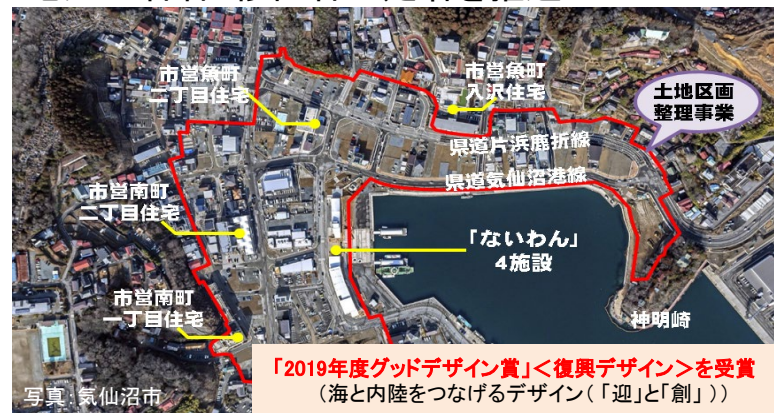 市営魚町
二丁目住宅
市営魚町
入沢住宅
土地区画
整理事業
県道片浜鹿折線
県道気仙沼港線
市営南町
二丁目住宅
「ないわん」
4施設
市営南町
一丁目住宅
神明崎
「2019年度グッドデザイン賞」<復興デザイン>を受賞
(海と内陸をつなげるデザイン(「迎」と「創」))
写真:気仙沼市